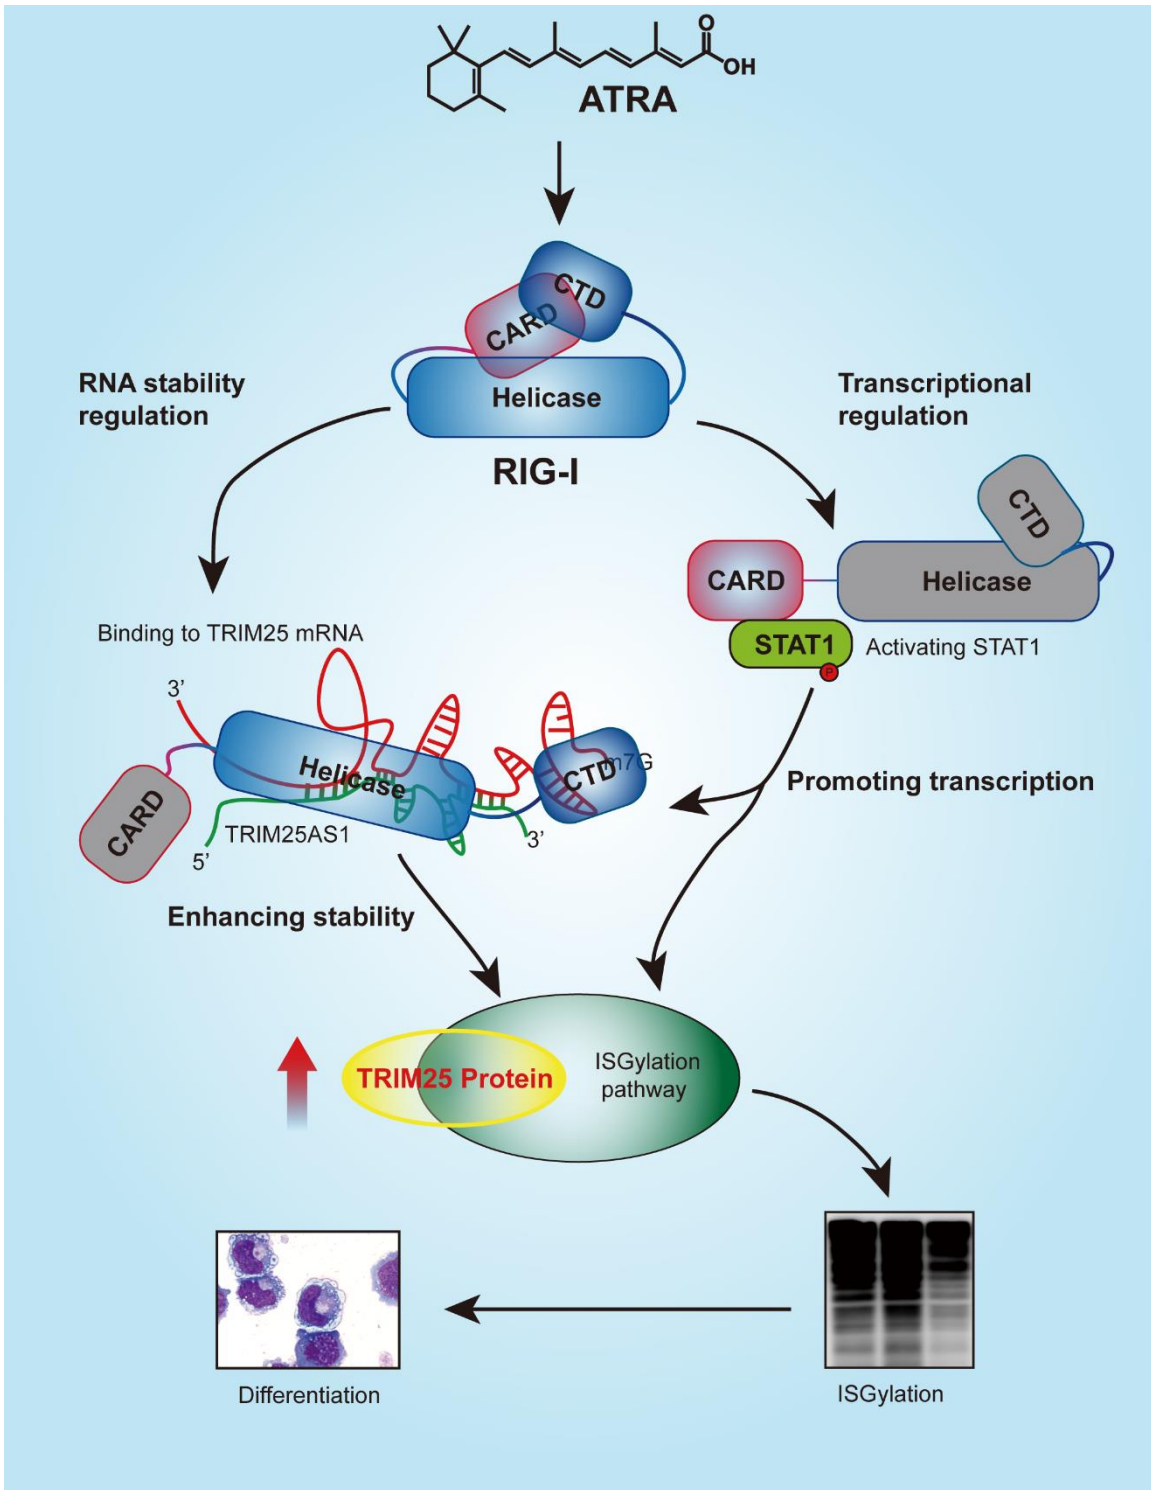 O
OH
ATRA
CTD
CARD
Helicase
RIG-I
RNA stability
regulation
Transcriptional
regulation
CTD
CARD
Helicase
STAT1
P
Activating STAT1
Binding to TRIM25 mRNA
3’
Helicase
CTD
m7G
CARD
TRIM25AS1
5’
3’
Promoting transcription
Enhancing stability
TRIM25 Protein
ISGylation
pathway
Differentiation
ISGylation